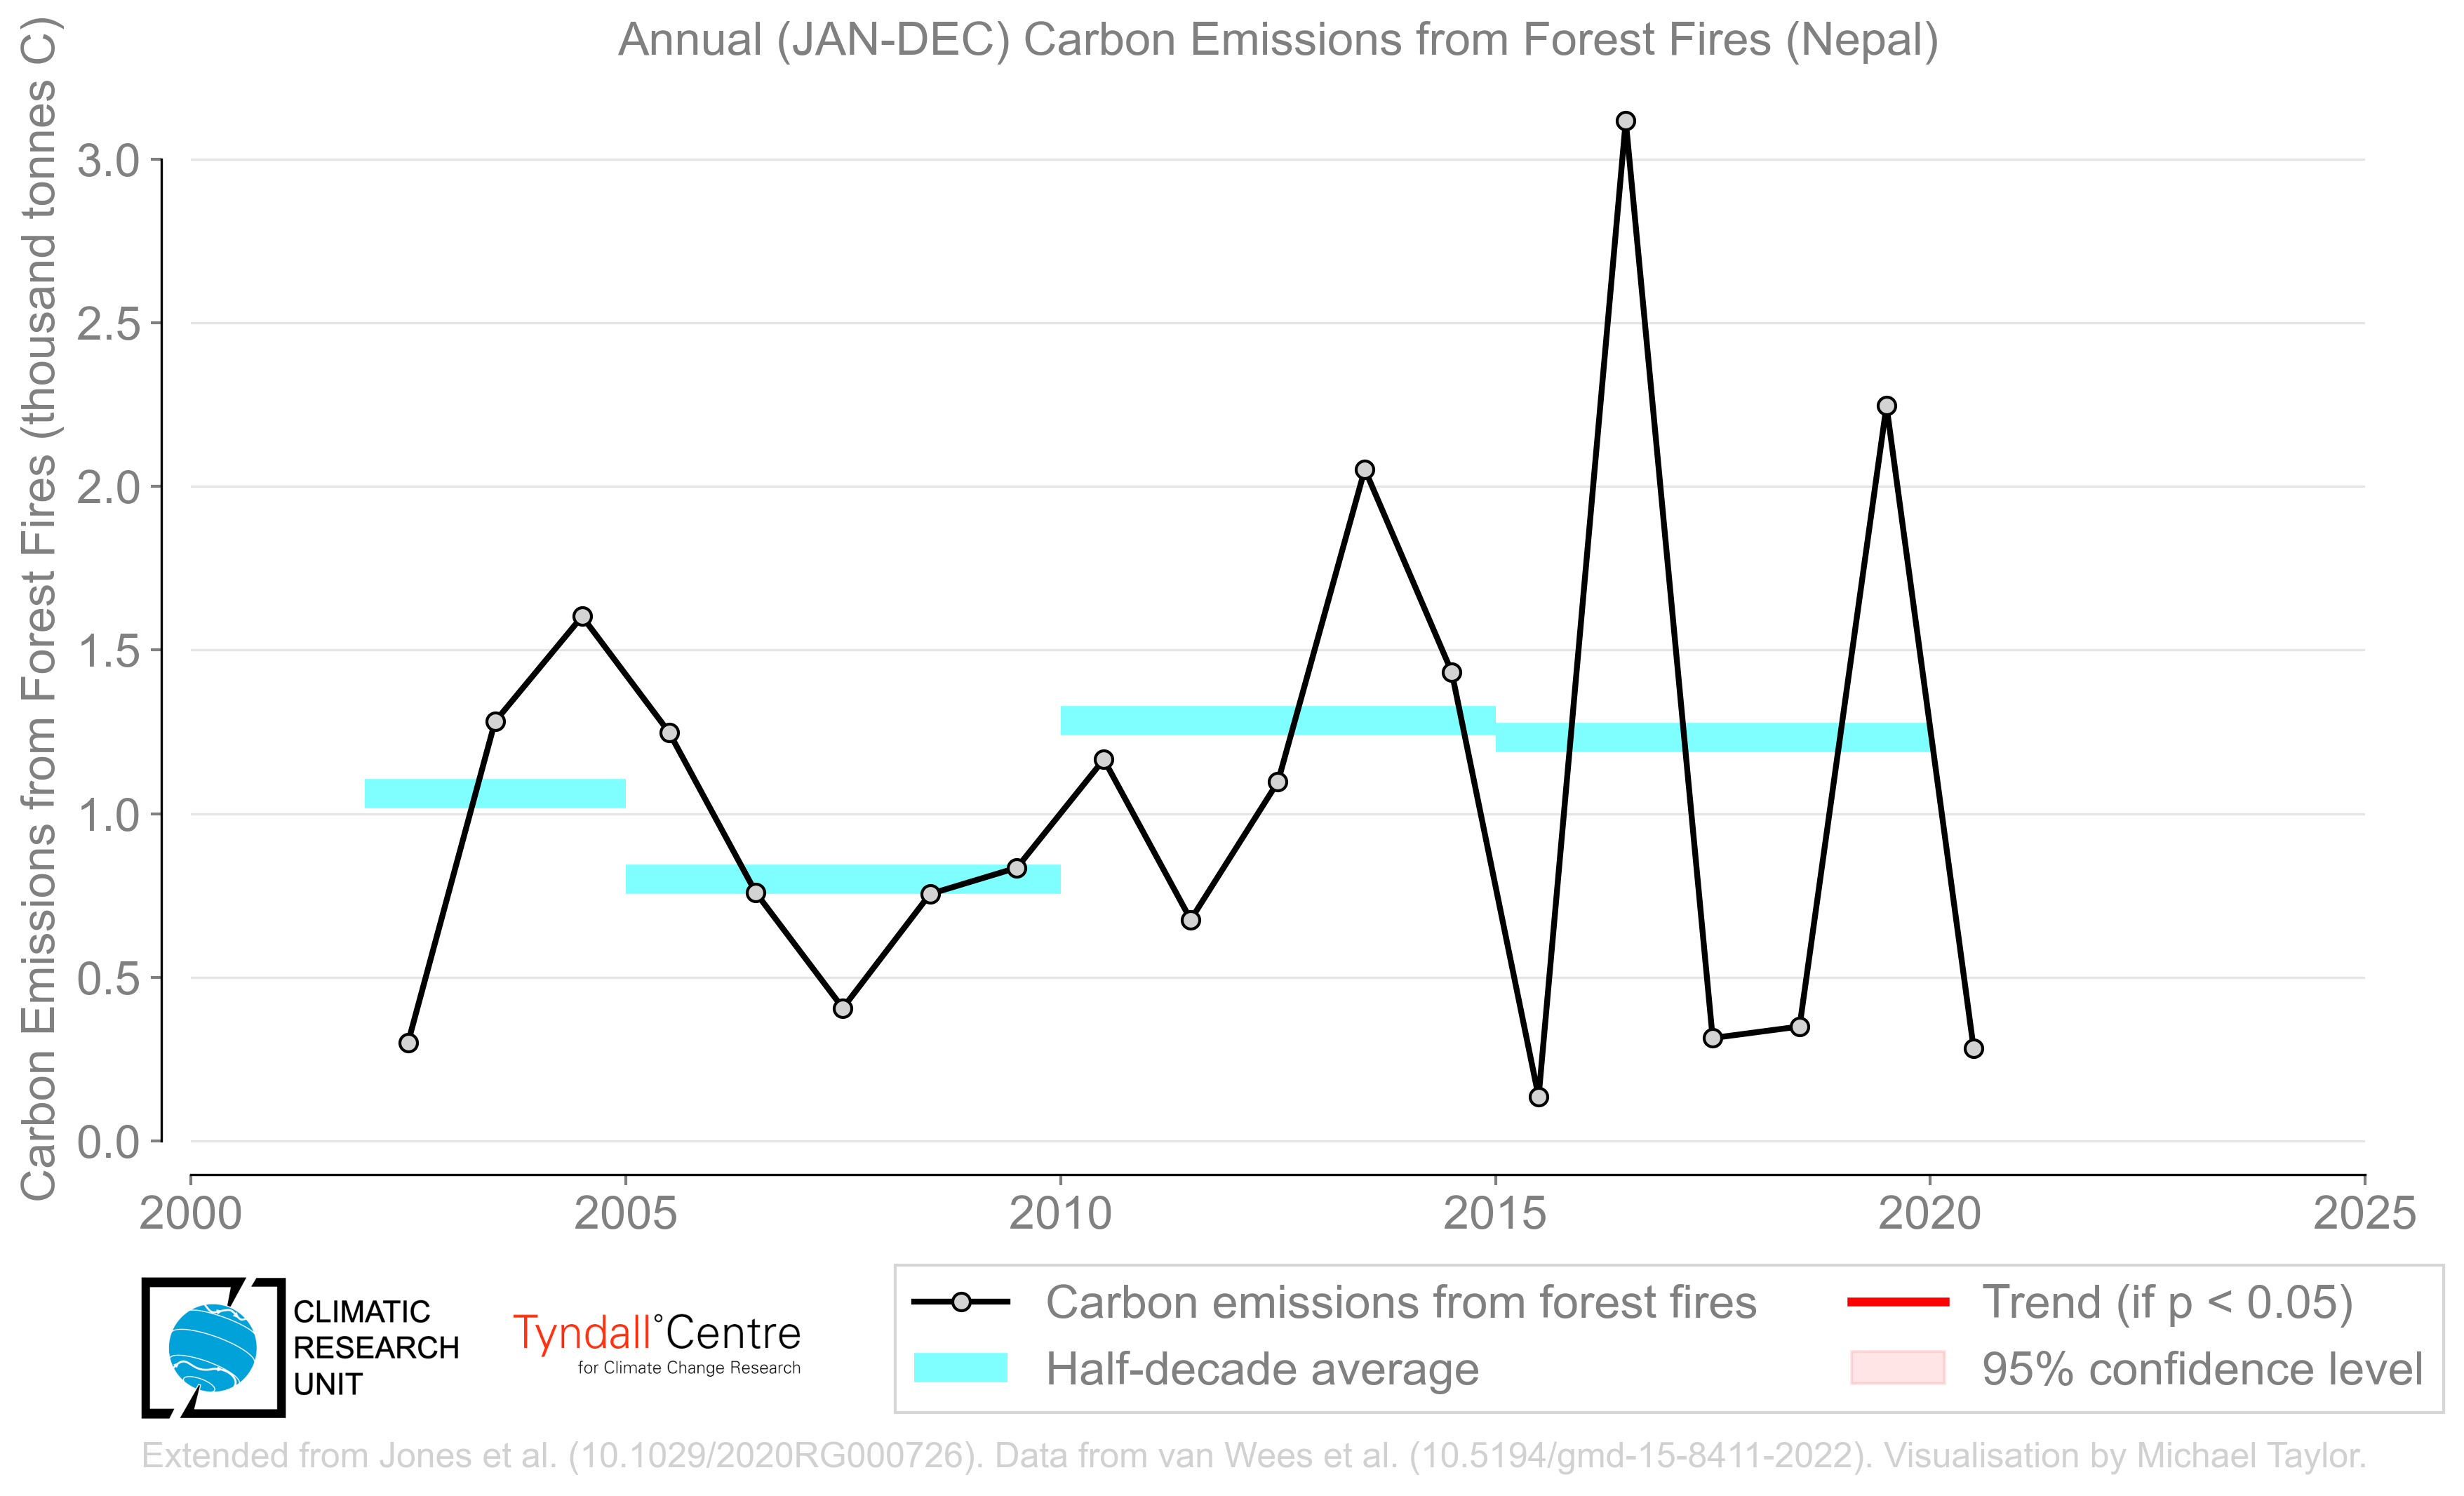 Annual (JAN-DEC) Carbon Emissions from Forest Fires (Nepal)
Carbon Emissions from Forest Fires (thousand tonnes C)
3.0
2.5
2.0
1.5
1.0
0.5
0.0
2000 2005 2010 2015 2020 2025
CLIMATIC
RESEARCH
UNIT
Tyndall°Centre
for Climate Change Research
Carbon emissions from forest fires
Half-decade average
Trend (if p < 0.05)
95% confidence level
Extended from Jones et al. (10.1029/2020RG000726). Data from van Wees et al. (10.5194/gmd-15-8411-2022). Visualisation by Michael Taylor.